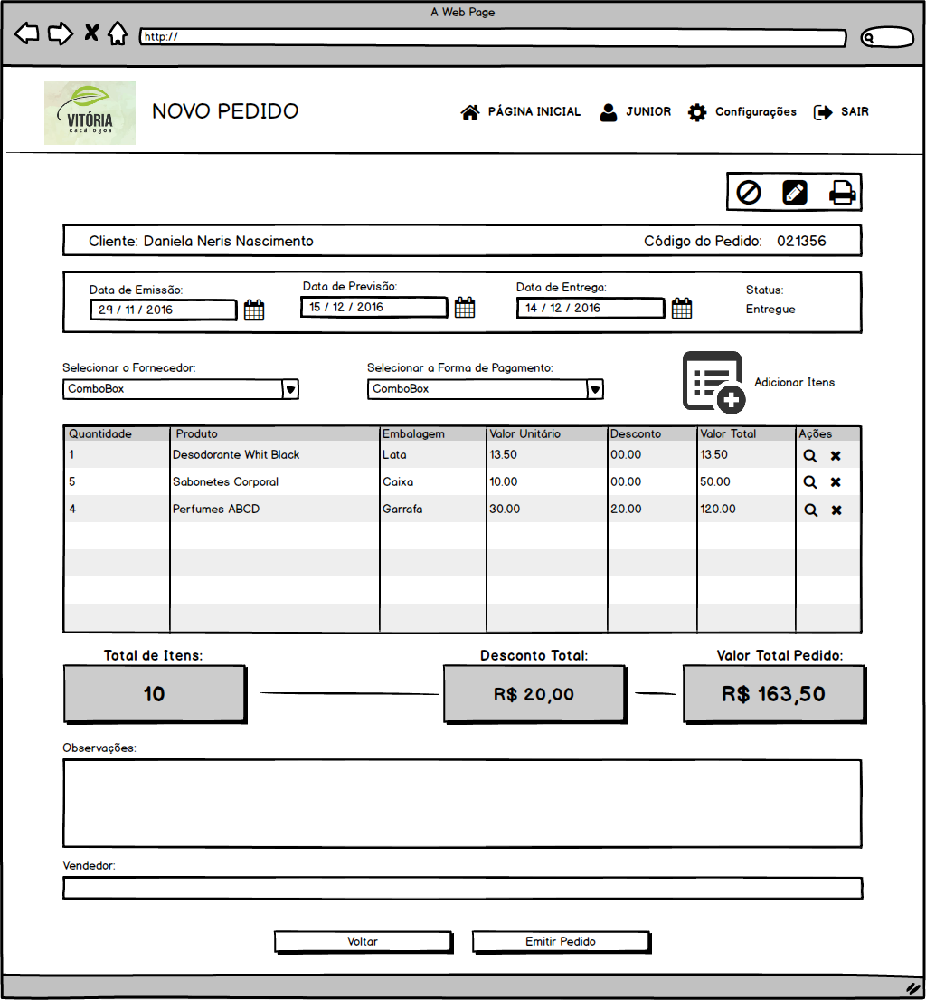 A Web Page
http://
VITÓRIA
catálogos
NOVO PEDIDO
PÁGINA INICIAL
JUNIOR
Configurações
SAIR
Cliente: Daniela Neris Nascimento
Código do Pedido: 021356
Data de Emissão:
29 / 11 / 2016
Data de Previsão:
15 / 12 / 2016
Data de Entrega:
14 / 12 / 2016
Status:
Entregue
Selecionar o Fornecedor:
ComboBox
Selecionar a Forma de Pagamento:
ComboBox
Adicionar Itens
Quantidade Produto Embalagem Valor Unitário Desconto Valor Total Ações
1 Desodorante Whit Black Lata 13.50 00.00 13.50
5 Sabonetes Corporal Caixa 10.00 00.00 50.00
4 Perfumes ABCD Garrafa 30.00 20.00 120.00
Total de Itens:
10
Desconto Total:
R$ 20,00
Valor Total Pedido:
R$ 163,50
Observações:
Vendedor:
Voltar
Emitir Pedido